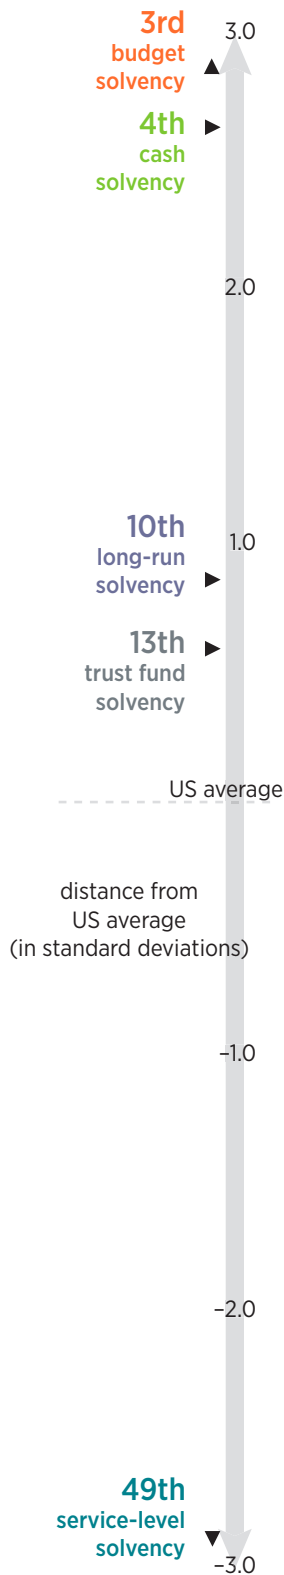 3rd
budget
solvency
3.0
4th
cash
solvency
2.0
10th
long-run
solvency
1.0
13th
trust fund
solvency
US average
distance from
US average
(in standard deviations)
–1.0
–2.0
49th
service-level
solvency
–3.0